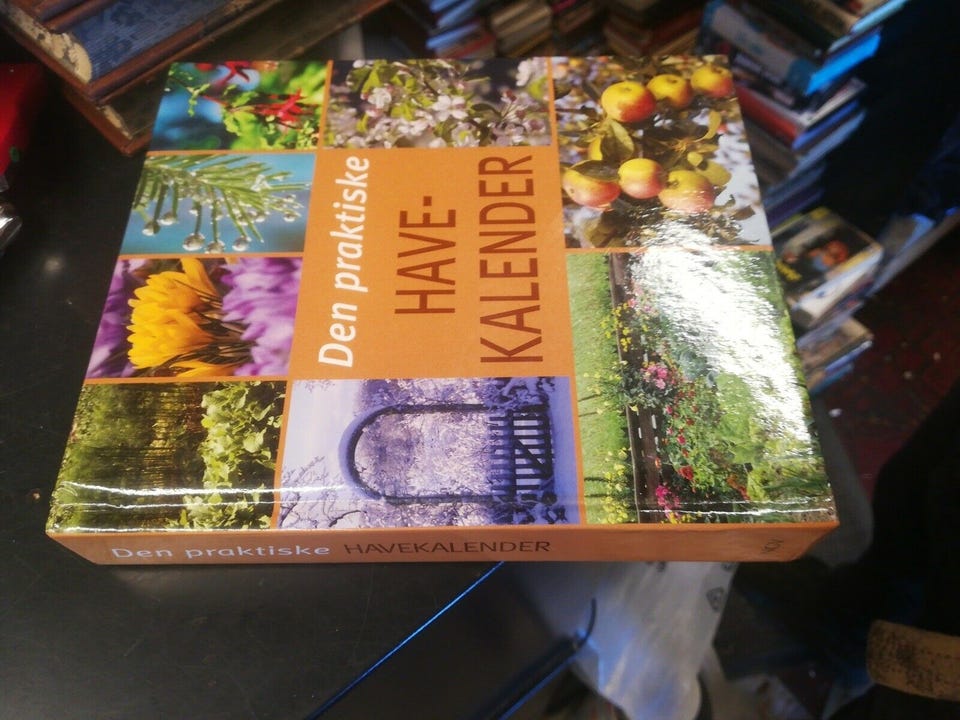 Den praktiske
HAVE-
KALENDER
Den praktiske HAVEKALENDER